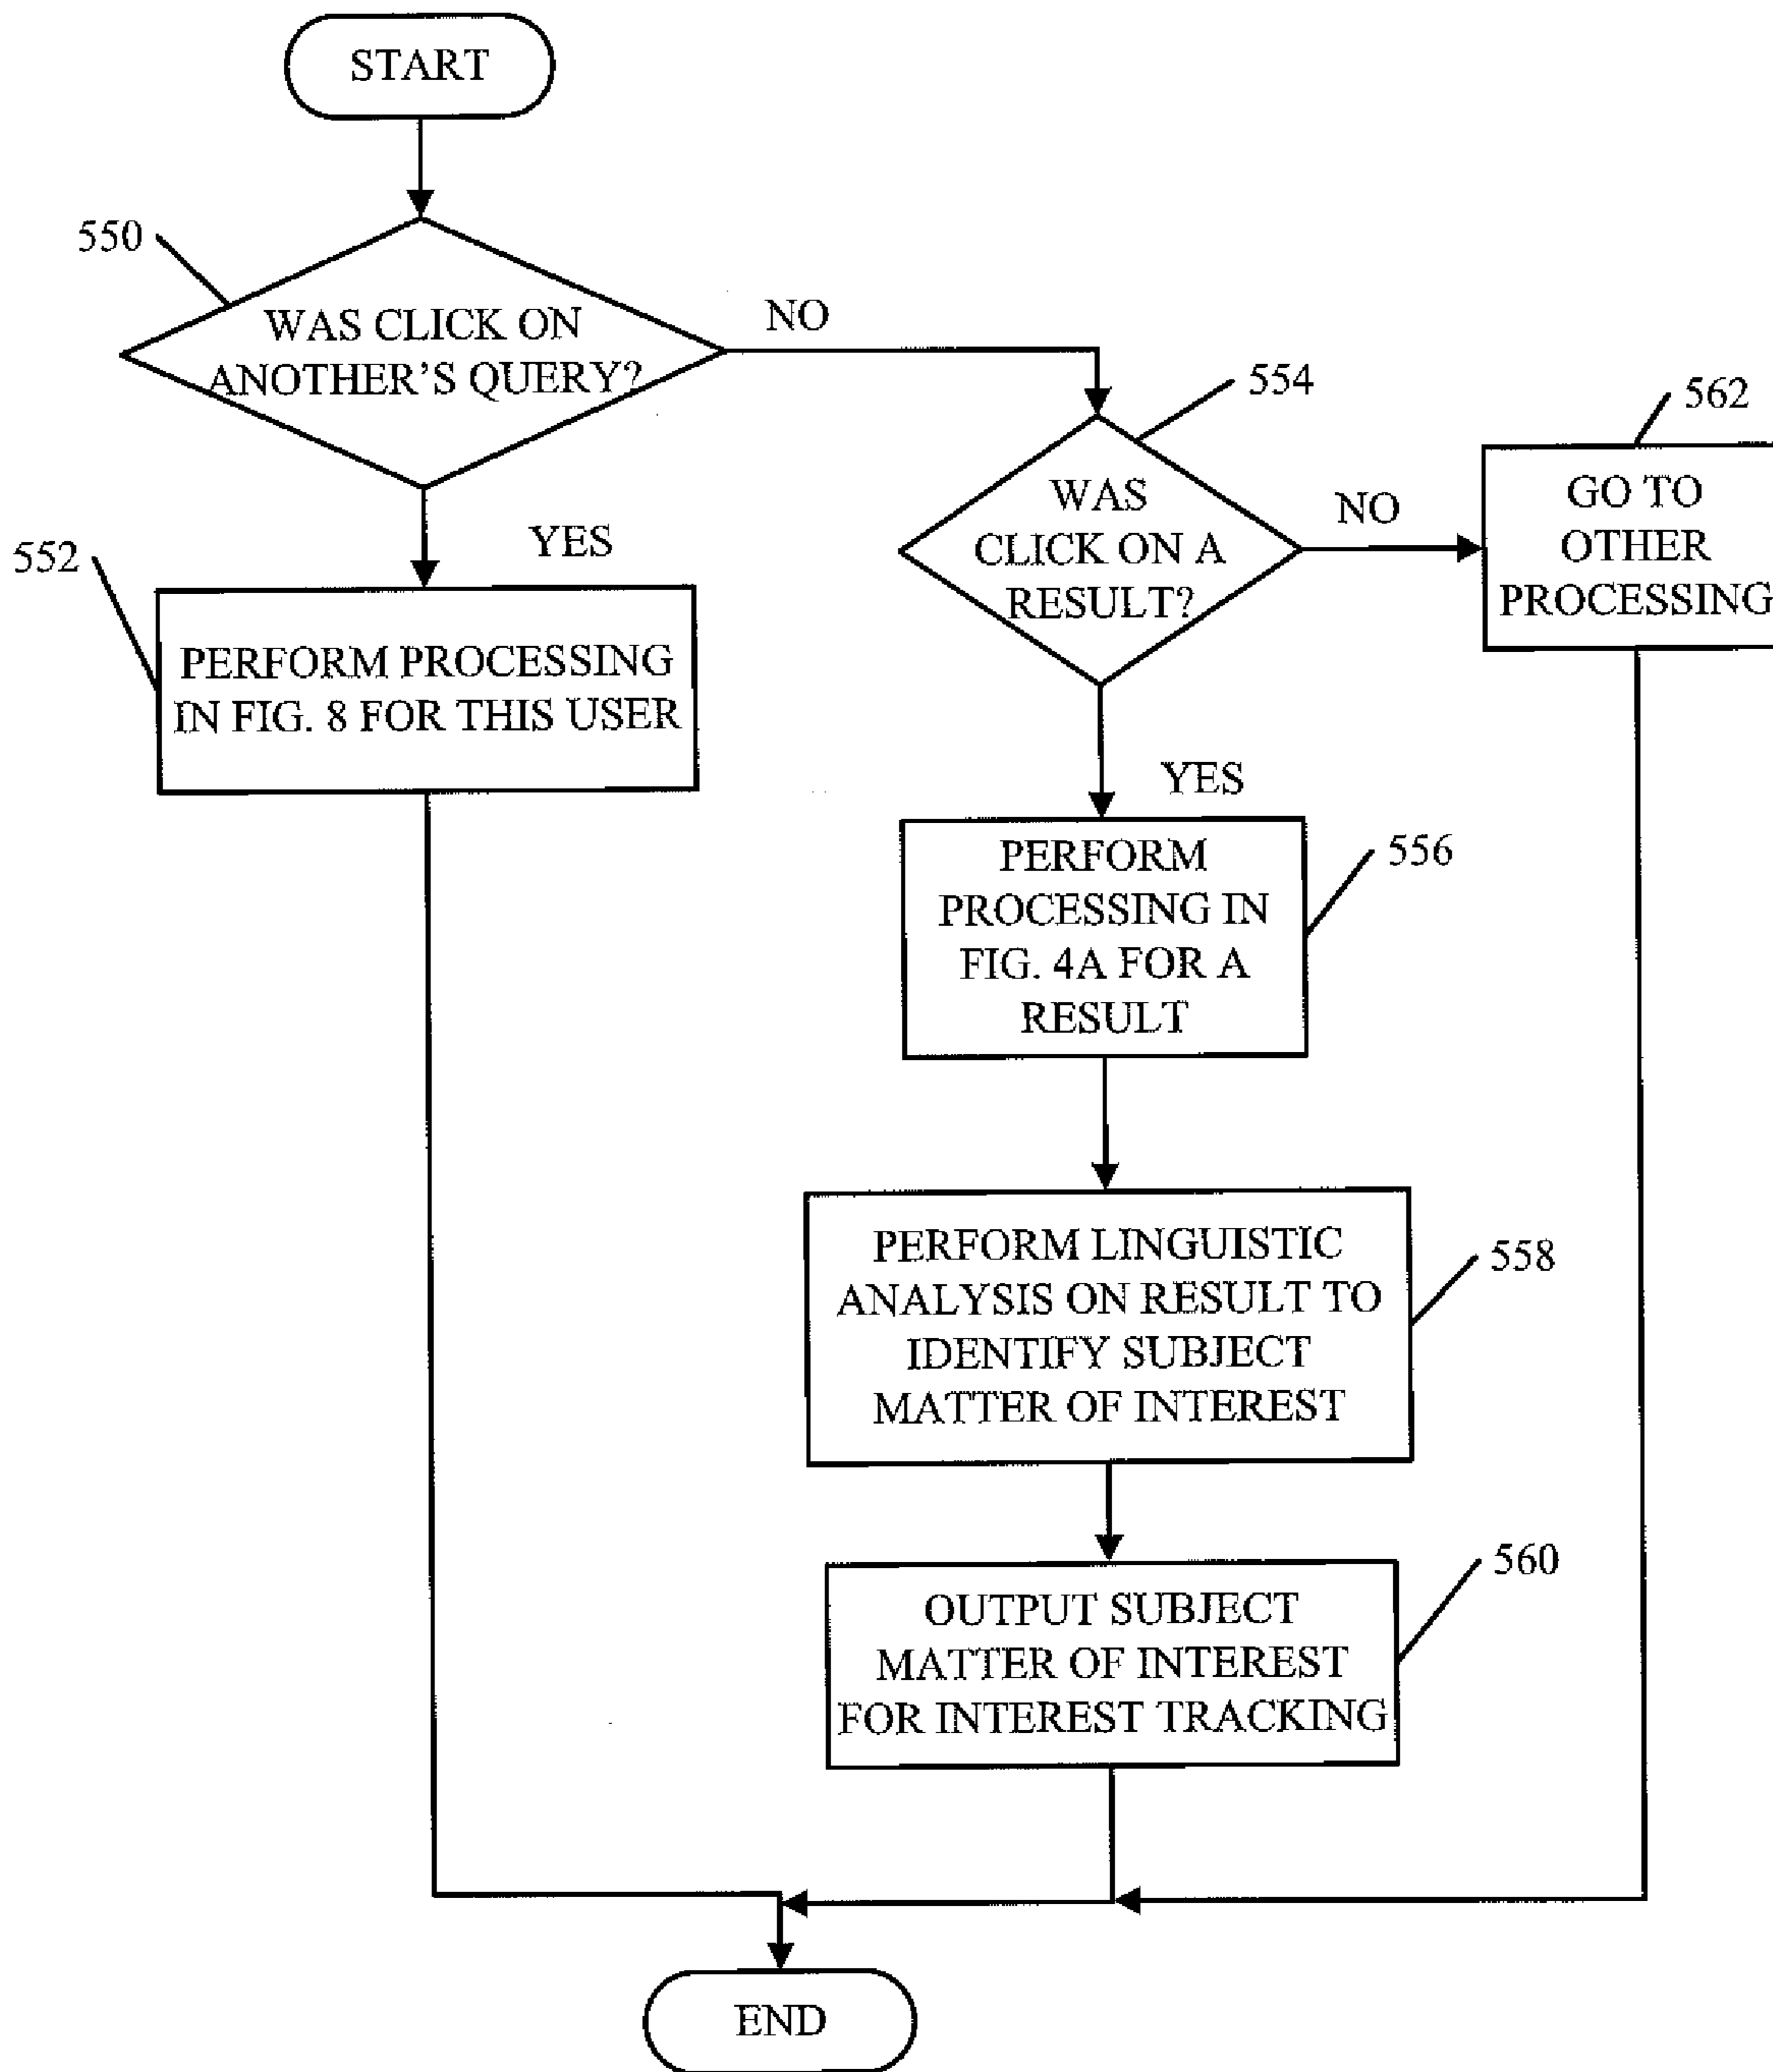 START
550
WAS CLICK ON
ANOTHER'S QUERY?
NO
YES
552
PERFORM PROCESSING
IN FIG. 8 FOR THIS USER
554
WAS
CLICK ON A
RESULT?
NO
562
GO TO
OTHER
PROCESSING
YES
556
PERFORM
PROCESSING IN
FIG. 4A FOR A
RESULT
558
PERFORM LINGUISTIC
ANALYSIS ON RESULT TO
IDENTIFY SUBJECT
MATTER OF INTEREST
560
OUTPUT SUBJECT
MATTER OF INTEREST
FOR INTEREST TRACKING
END